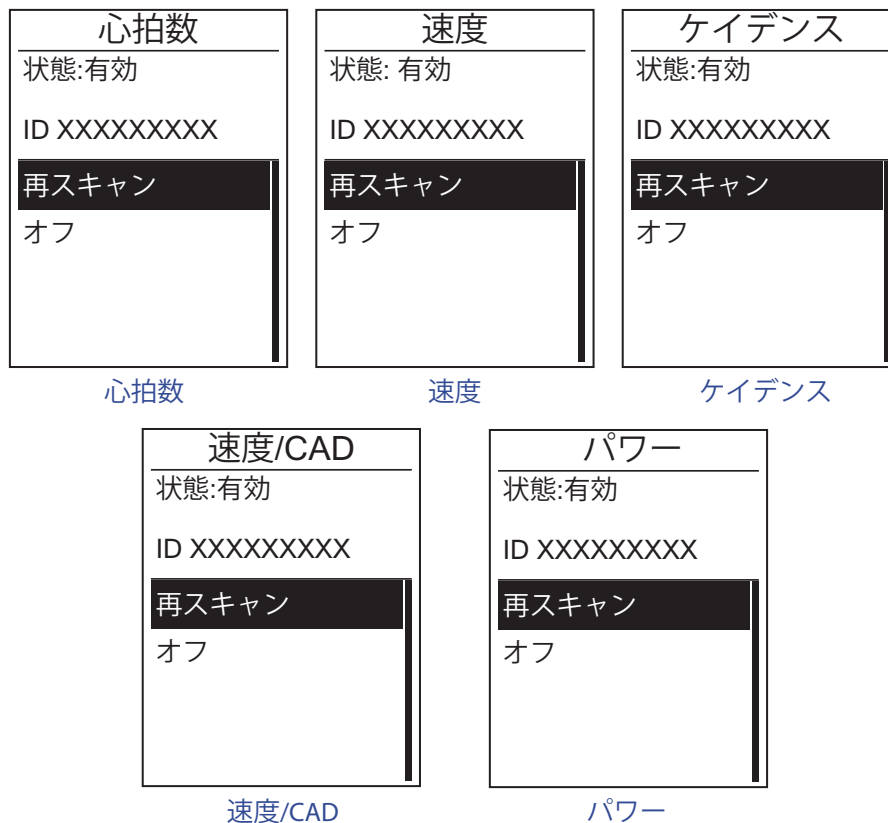 心拍数
状態:有効
ID XXXXXXXXX
再スキャン
オフ
心拍数
速度
状態: 有効
ID XXXXXXXXX
再スキャン
オフ
速度
ケイデンス
状態:有効
ID XXXXXXXXX
再スキャン
オフ
ケイデンス
速度/CAD
状態:有効
ID XXXXXXXXX
再スキャン
オフ
速度/CAD
パワー
状態:有効
ID XXXXXXXXX
再スキャン
オフ
パワー